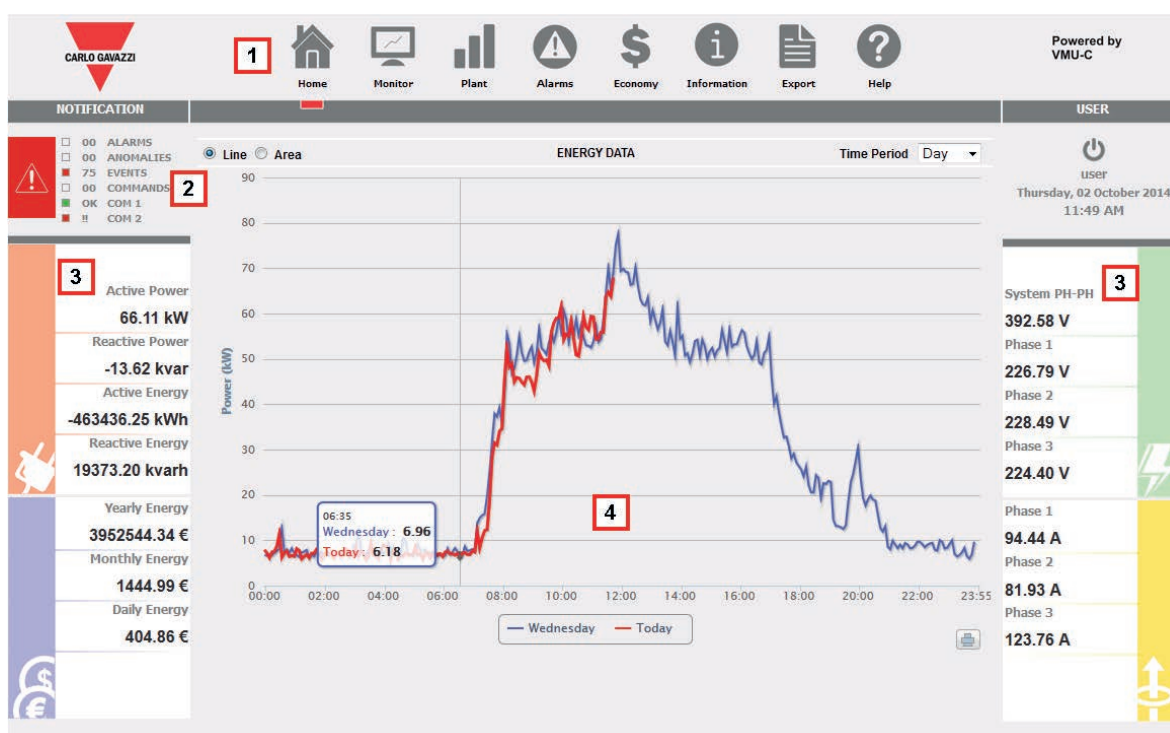 CARLO GAVAZZI
1
Home Monitor Plant Alarms Economy Information Export Help
Powered by
VMU-C
NOTIFICATION
00 ALARMS
00 ANOMALIES
75 EVENTS
00 COMMANDS
OK COM 1
!! COM 2
2
3
Active Power
66.11 kW
Reactive Power
-13.62 kvar
Active Energy
-463436.25 kWh
Reactive Energy
19373.20 kvarh
Yearly Energy
3952544.34 €
Monthly Energy
1444.99 €
Daily Energy
404.86 €
Line Area ENERGY DATA Time Period Day
Power (kW)
90
80
70
60
50
40
30
20
10
0
00:00 02:00 04:00 06:00 08:00 10:00 12:00 14:00 16:00 18:00 20:00 22:00 23:55
06:35
Wednesday : 6.96
Today : 6.18
4
Wednesday Today
USER
user
Thursday, 02 October 2014
11:49 AM
3
System PH-PH
392.58 V
Phase 1
226.79 V
Phase 2
228.49 V
Phase 3
224.40 V
Phase 1
94.44 A
Phase 2
81.93 A
Phase 3
123.76 A